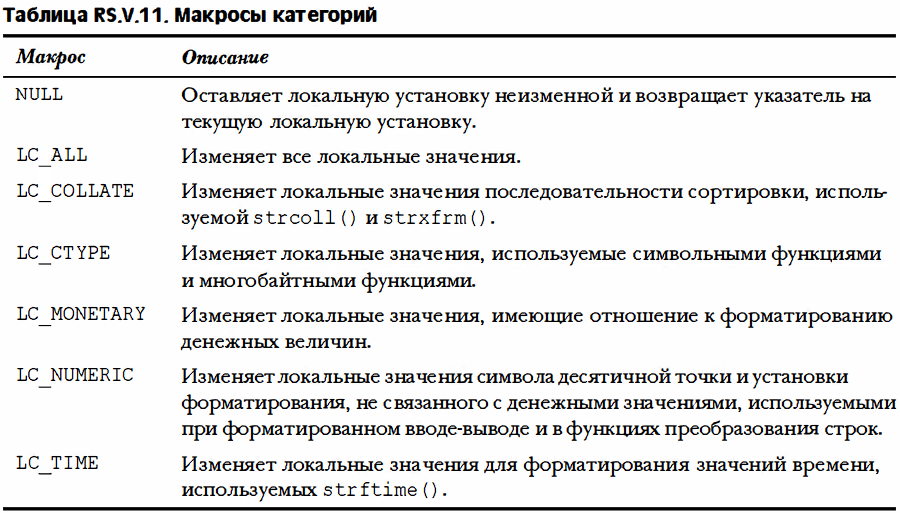 Таблица RS.V.11. Макросы категорий
Макрос Описание
NULL Оставляет локальную установку неизменной и возвращает указатель на
текущую локальную установку.
LC_ALL Изменяет все локальные значения.
LC_COLLATE Изменяет локальные значения последовательности сортировки, исполь-
зуемой strcoll() и strxfrm().
LC_CTYPE Изменяет локальные значения, используемые символьными функциями
и многобайтными функциями.
LC_MONETARY Изменяет локальные значения, имеющие отношение к форматированию
денежных величин.
LC_NUMERIC Изменяет локальные значения символа десятичной точки и установки
форматирования, не связанного с денежными значениями, используемыми
при форматированном вводе-выводе и в функциях преобразования строк.
LC_TIME Изменяет локальные значения для форматирования значений времени,
используемых strftime().